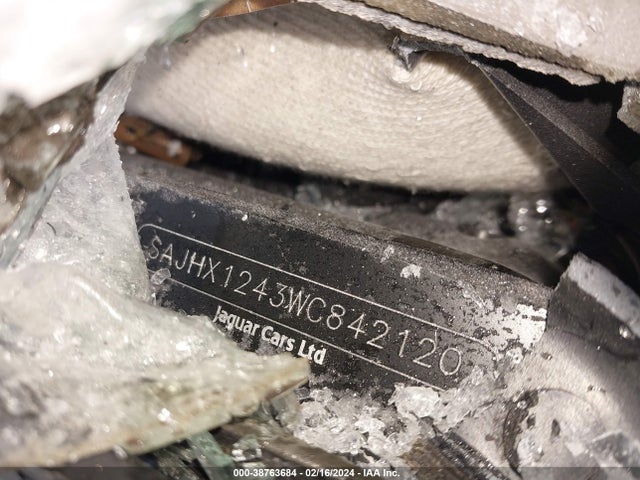 SAJHX1243WC842120
Jaguar Cars Ltd
000-38763684 - 02/16/2024 - IAA Inc.